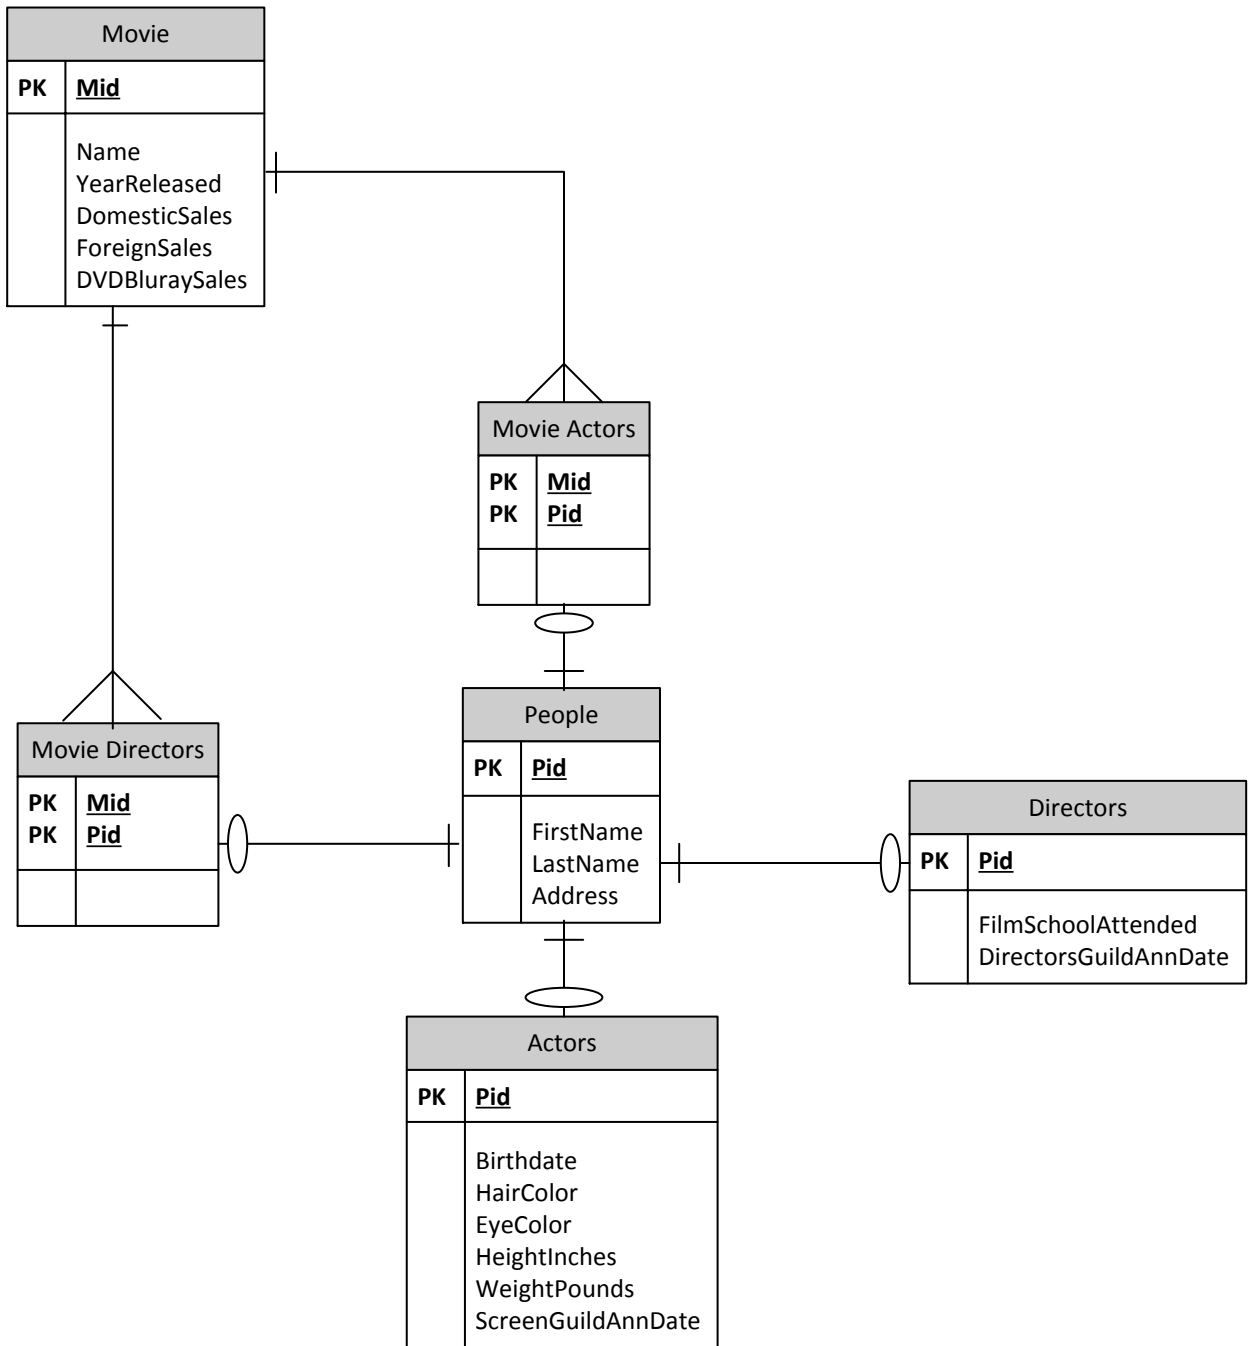 Movie
PK Mid
Name
YearReleased
DomesticSales
ForeignSales
DVDBluraySales
Movie Actors
PK Mid
PK Pid
Movie Directors
PK Mid
PK Pid
People
PK Pid
FirstName
LastName
Address
Directors
PK Pid
FilmSchoolAttended
DirectorsGuildAnnDate
Actors
PK Pid
Birthdate
HairColor
EyeColor
HeightInches
WeightPounds
ScreenGuildAnnDate